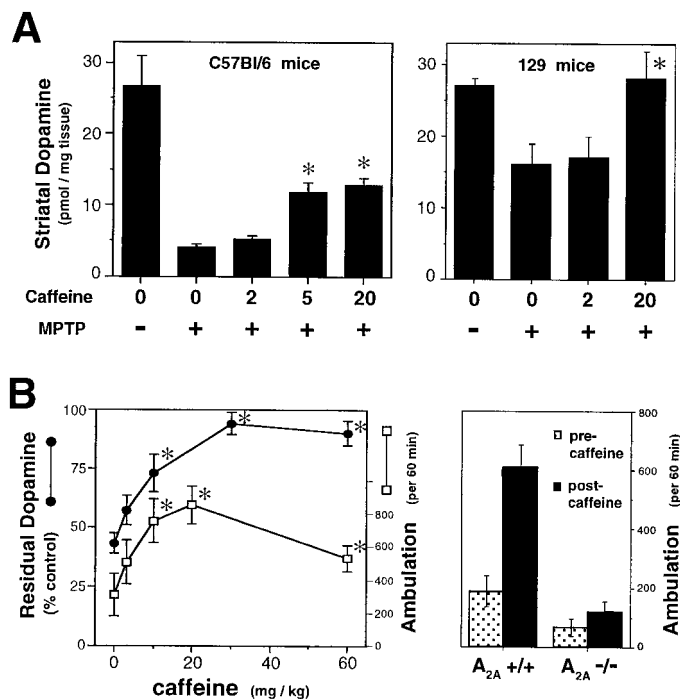 A
C57Bl/6 mice
129 mice
Striatal Dopamine
(pmol / mg tissue)
30
20
10
0
30
20
10
0
*
*
*
Caffeine
0
0
2
5
20
0
0
2
20
MPTP
-
+
+
+
+
-
+
+
+
B
Residual Dopamine
(% control)
100
75
50
25
0
*
*
*
*
*
*
800
600
400
200
0
Ambulation
(per 60 min)
0
20
40
60
caffeine (mg / kg)
pre-
caffeine
post-
caffeine
800
600
400
200
0
Ambulation
(per 60 min)
A2A +/+
A2A -/-